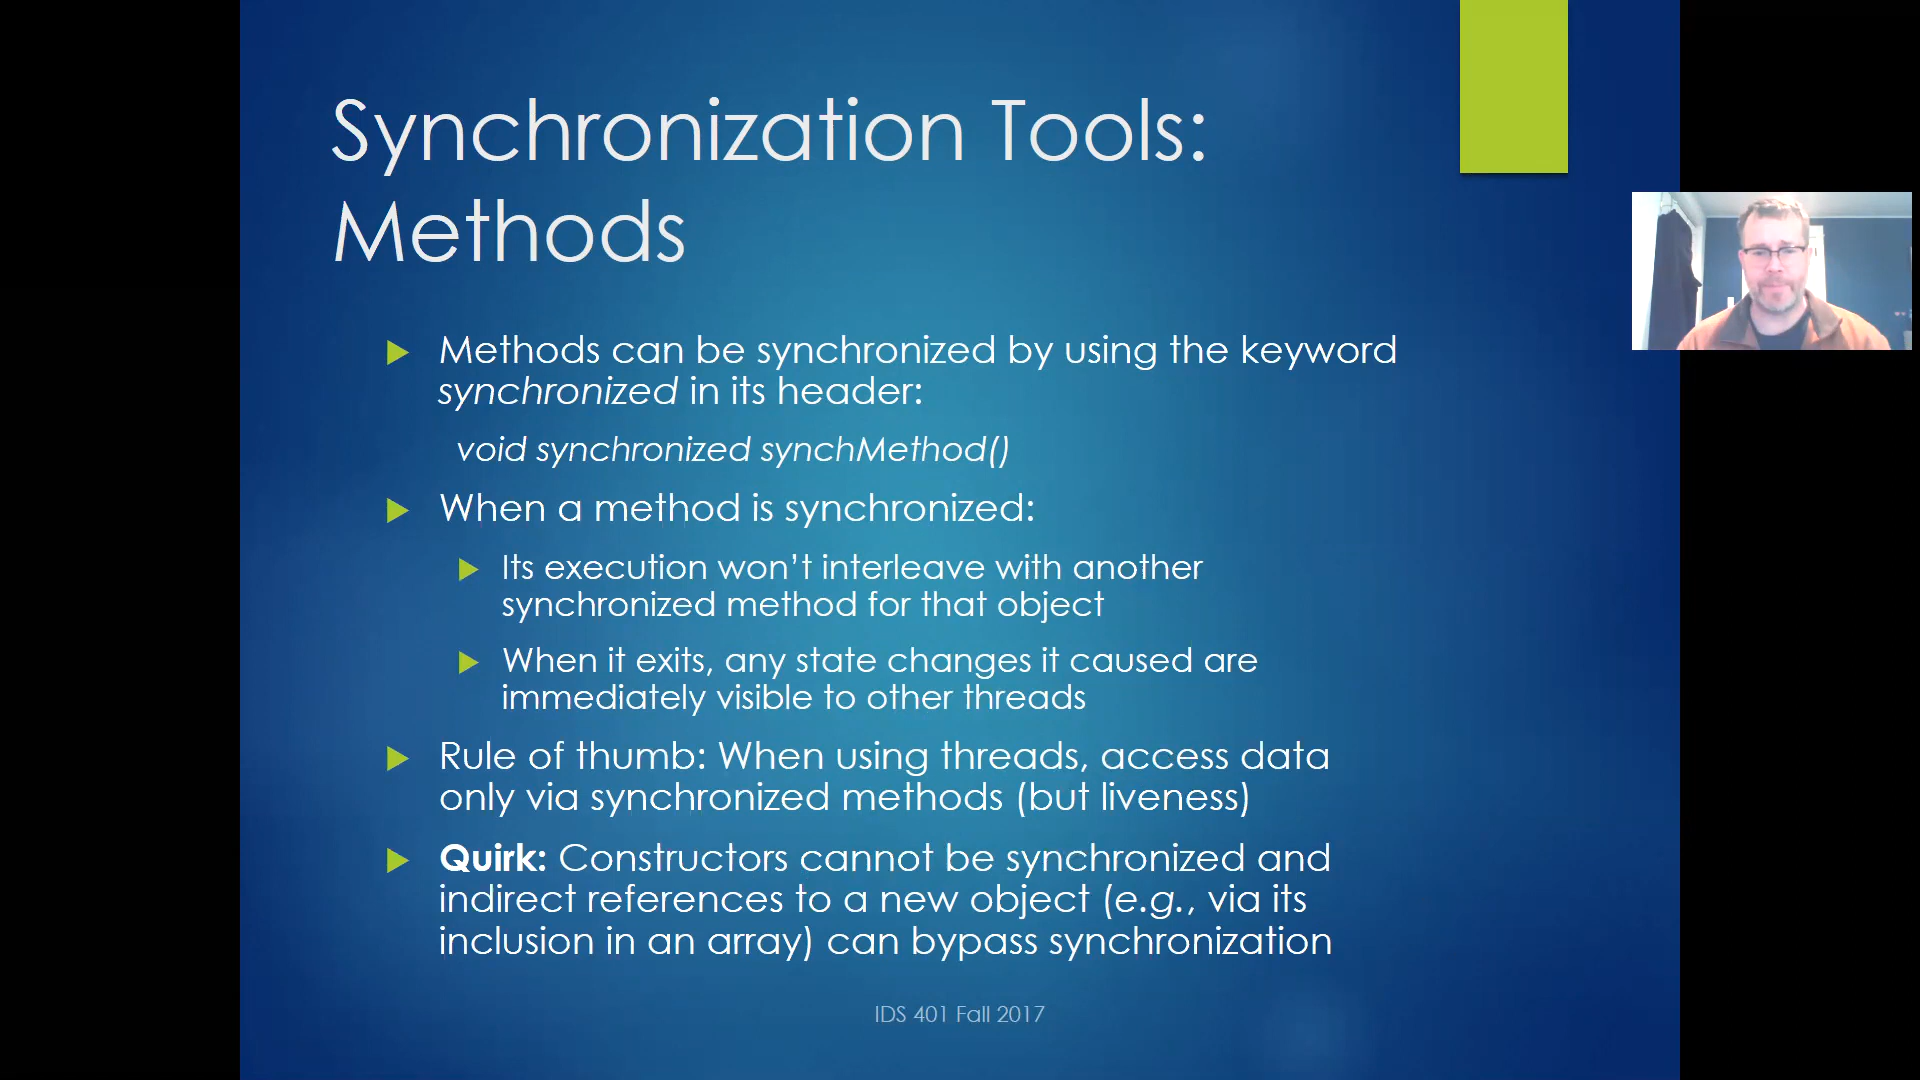 Synchronization Tools:
Methods
Methods can be synchronized by using the keyword
synchronized in its header:
void synchronized synchMethod()
When a method is synchronized:
Its execution won’t interleave with another
synchronized method for that object
When it exits, any state changes it caused are
immediately visible to other threads
Rule of thumb: When using threads, access data
only via synchronized methods (but liveness)
Quirk: Constructors cannot be synchronized and
indirect references to a new object (e.g., via its
inclusion in an array) can bypass synchronization
IDS 401 Fall 2017